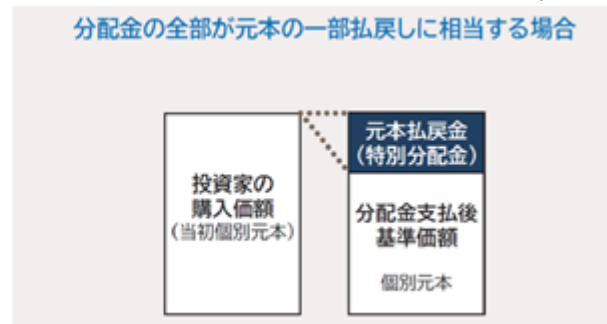 分配金の全部が元本の一部払戻しに相当する場合
元本払戻金
(特別分配金)
投資家の
購入価額
(当初個別元本)
分配金支払後
基準価額
個別元本